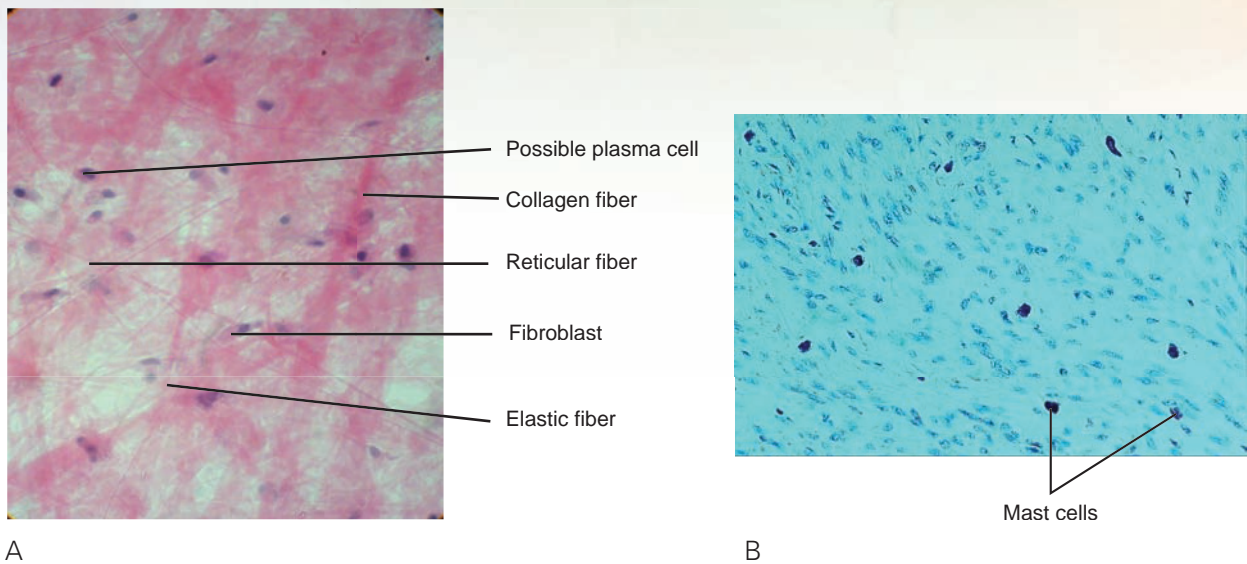 Possible plasma cell
Collagen fiber
Reticular fiber
Fibroblast
Elastic fiber
Mast cells
A
B